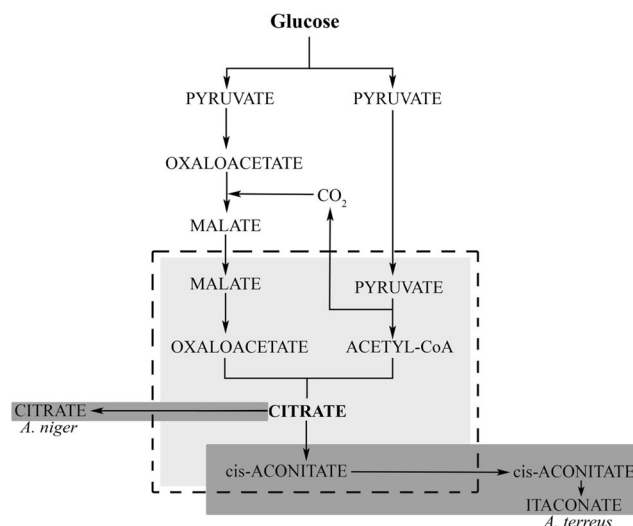 Glucose
PYRUVATE PYRUVATE
OXALOACETATE
CO₂
MALATE
MALATE PYRUVATE
OXALOACETATE ACETYL-CoA
CITRATE CITRATE
A. niger
cis-ACONITATE cis-ACONITATE
ITACONATE
A. terreus